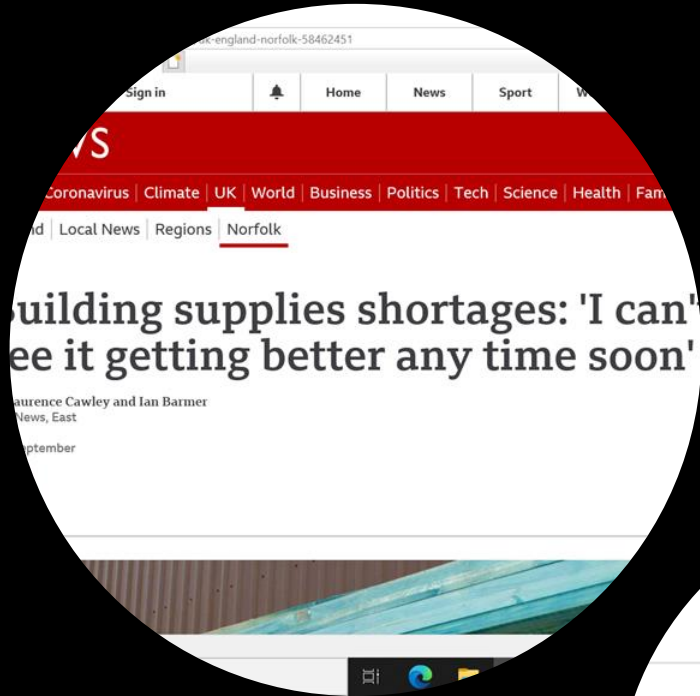 uk-england-norfolk-58462451
Sign in Home News Sport
Coronavirus Climate UK World Business Politics Tech Science Health Fam
Local News Regions Norfolk
uilding supplies shortages: 'I can't
ee it getting better any time soon'
aurence Cawley and Ian Barmer
News, East
ptember